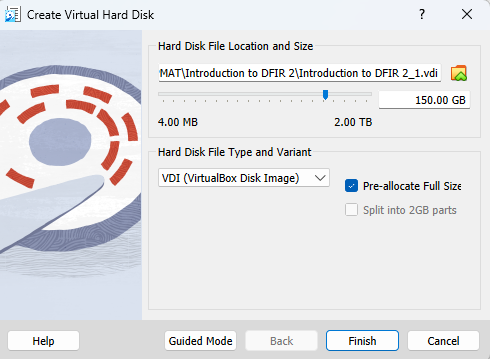 Create Virtual Hard Disk
?
Hard Disk File Location and Size
MAT\Introduction to DFIR 2\Introduction to DFIR 2_1.vdi
150.00 GB
4.00 MB 2.00 TB
Hard Disk File Type and Variant
VDI (VirtualBox Disk Image)
Pre-allocate Full Size
Split into 2GB parts
Help Guided Mode Back Finish Cancel